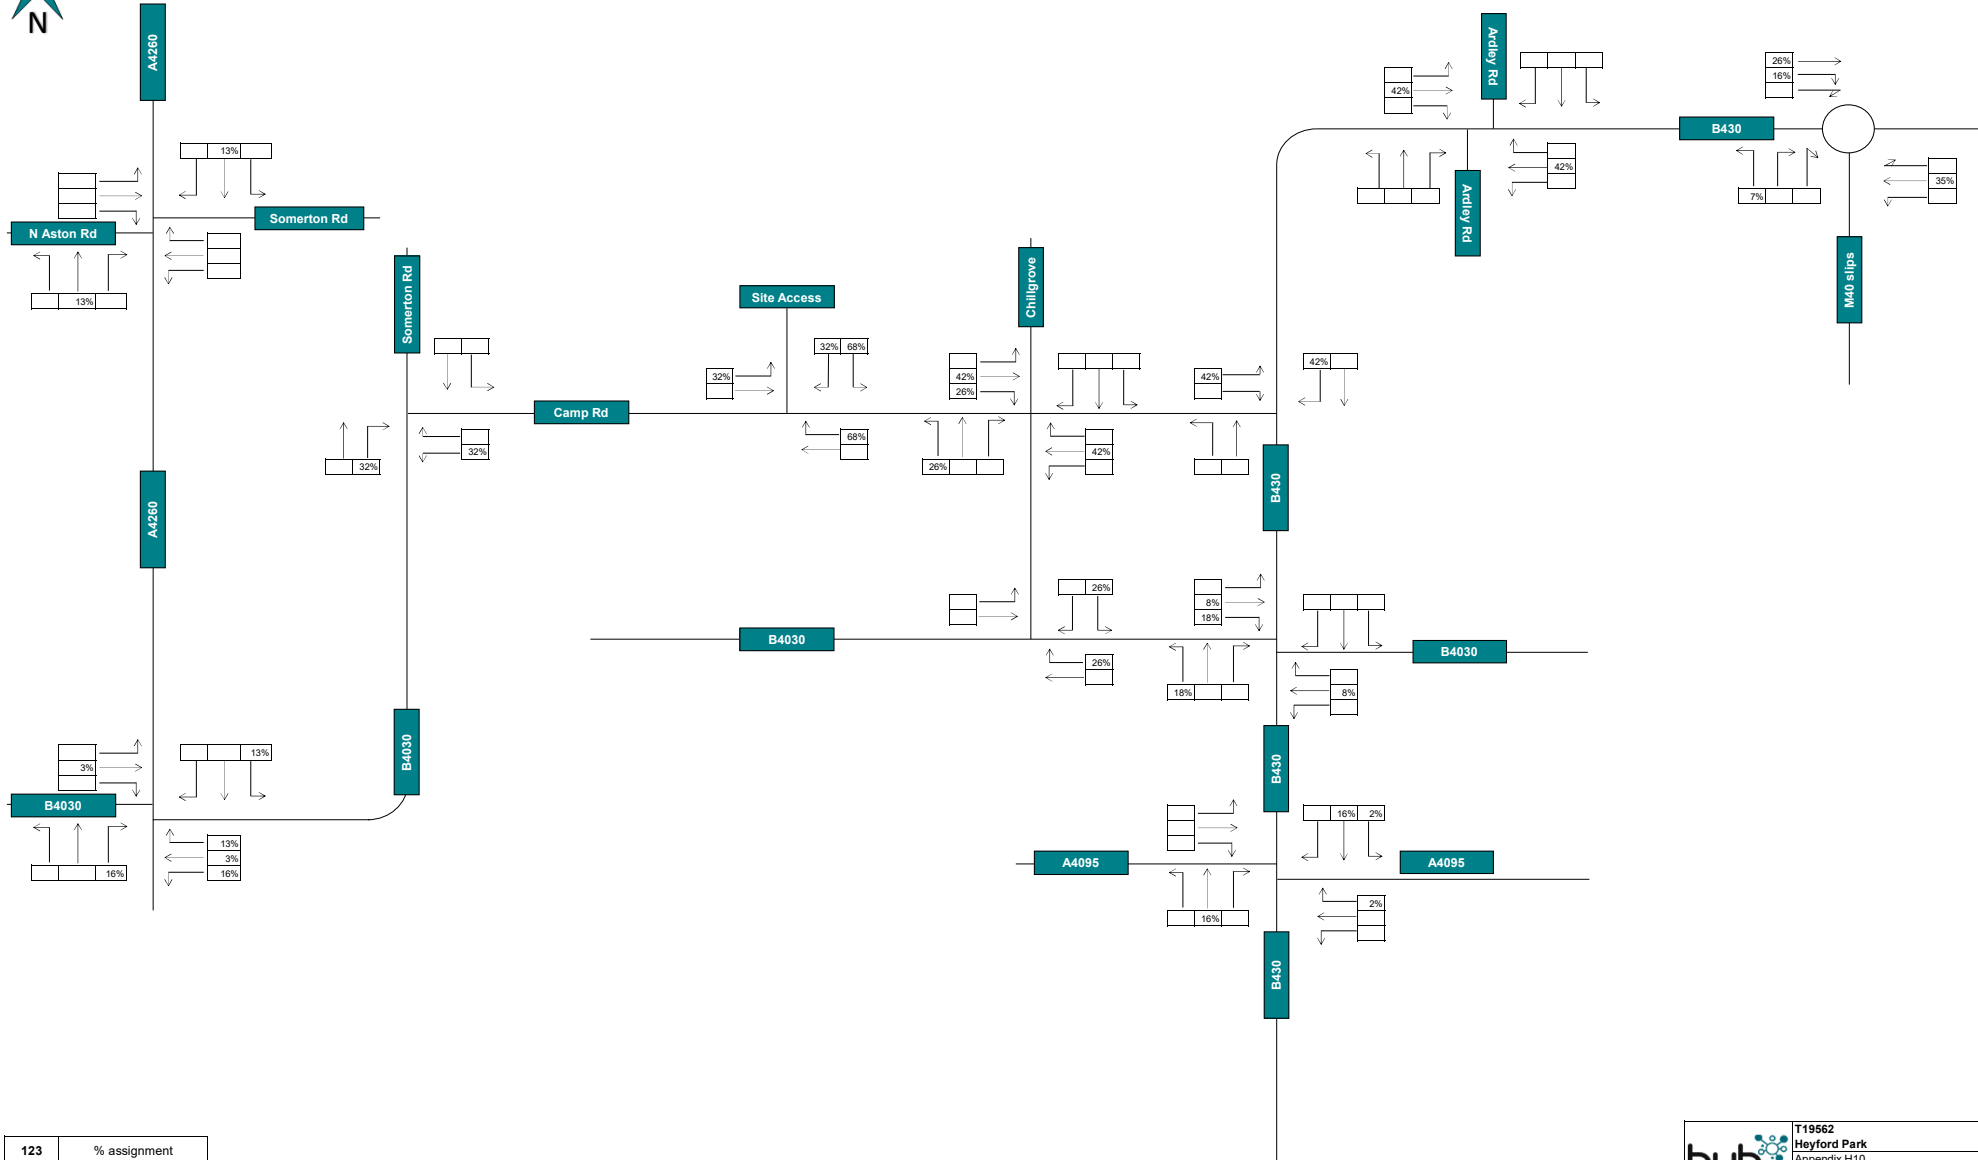 N
A4260
13%
N Aston Rd
Somerton Rd
13%
Somerton Rd
32%
32%
Camp Rd
Site Access
32%
32% 68%
68%
Chillgrove
42%
26%
26%
42%
42%
42%
Ardley Rd
42%
42%
Ardley Rd
B430
26%
16%
7%
35%
M40 slips
B430
A4260
B4030
26%
26%
8%
18%
18%
B4030
8%
B430
B4030
3%
13%
B4030
16%
13%
3%
16%
A4095
16% 2%
A4095
16%
2%
B430
123 % assignment
hub
T19562
Heyford Park
Appendix H10